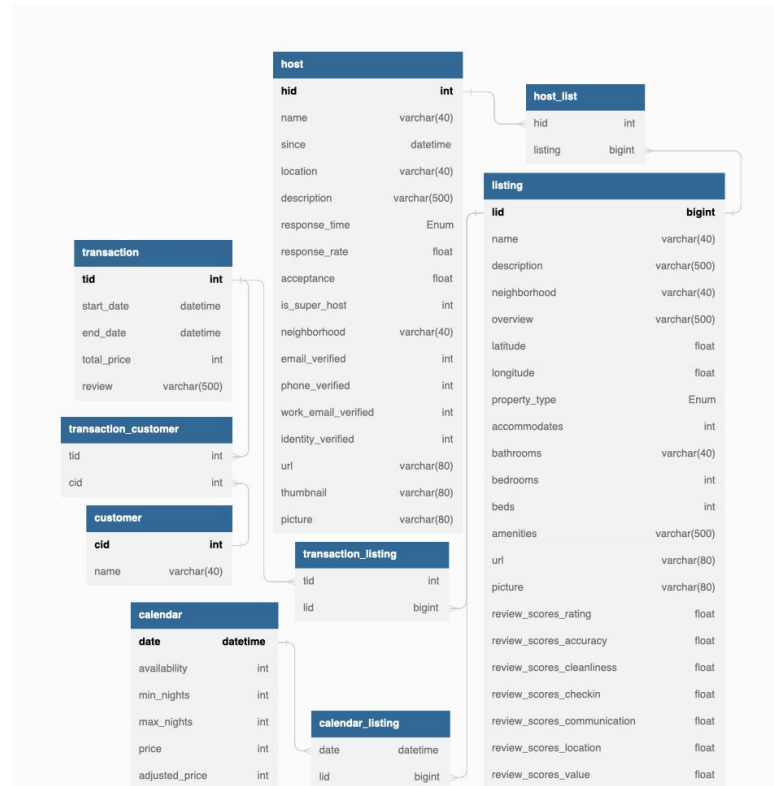 host
hid int
name varchar(40)
since datetime
location varchar(40)
description varchar(500)
response_time Enum
response_rate float
acceptance float
is_super_host int
neighborhood varchar(40)
email_verified int
phone_verified int
work_email_verified int
identity_verified int
url varchar(80)
thumbnail varchar(80)
picture varchar(80)
host_list
hid int
listing bigint
listing
lid bigint
name varchar(40)
description varchar(500)
neighborhood varchar(40)
overview varchar(500)
latitude float
longitude float
property_type Enum
accommodates int
bathrooms varchar(40)
bedrooms int
beds int
amenities varchar(500)
url varchar(80)
picture varchar(80)
review_scores_rating float
review_scores_accuracy float
review_scores_cleanliness float
review_scores_checkin float
review_scores_communication float
review_scores_location float
review_scores_value float
transaction
tid int
start_date datetime
end_date datetime
total_price int
review varchar(500)
transaction_customer
tid int
cid int
customer
cid int
name varchar(40)
transaction_listing
tid int
lid bigint
calendar
date datetime
availability int
min_nights int
max_nights int
price int
adjusted_price int
calendar_listing
date datetime
lid bigint